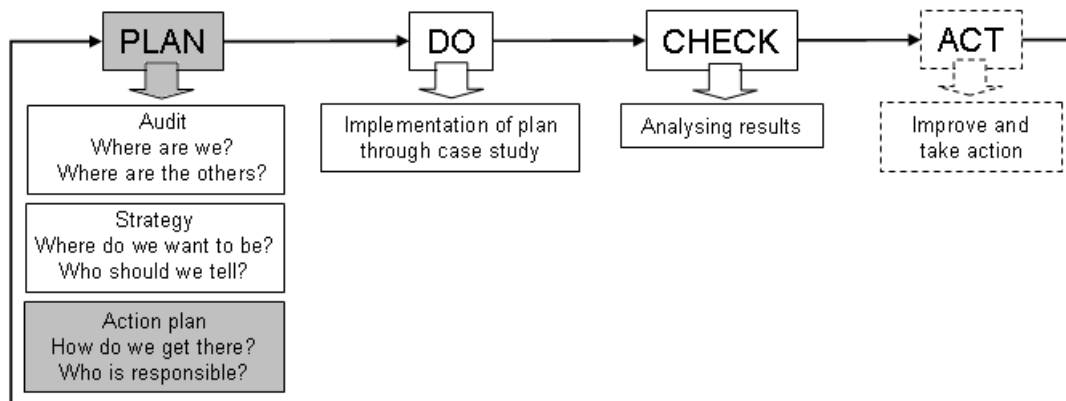 PLAN
DO
CHECK
ACT
Audit
Where are we?
Where are the others?
Strategy
Where do we want to be?
Who should we tell?
Action plan
How do we get there?
Who is responsible?
Implementation of plan
through case study
Analysing results
Improve and
take action